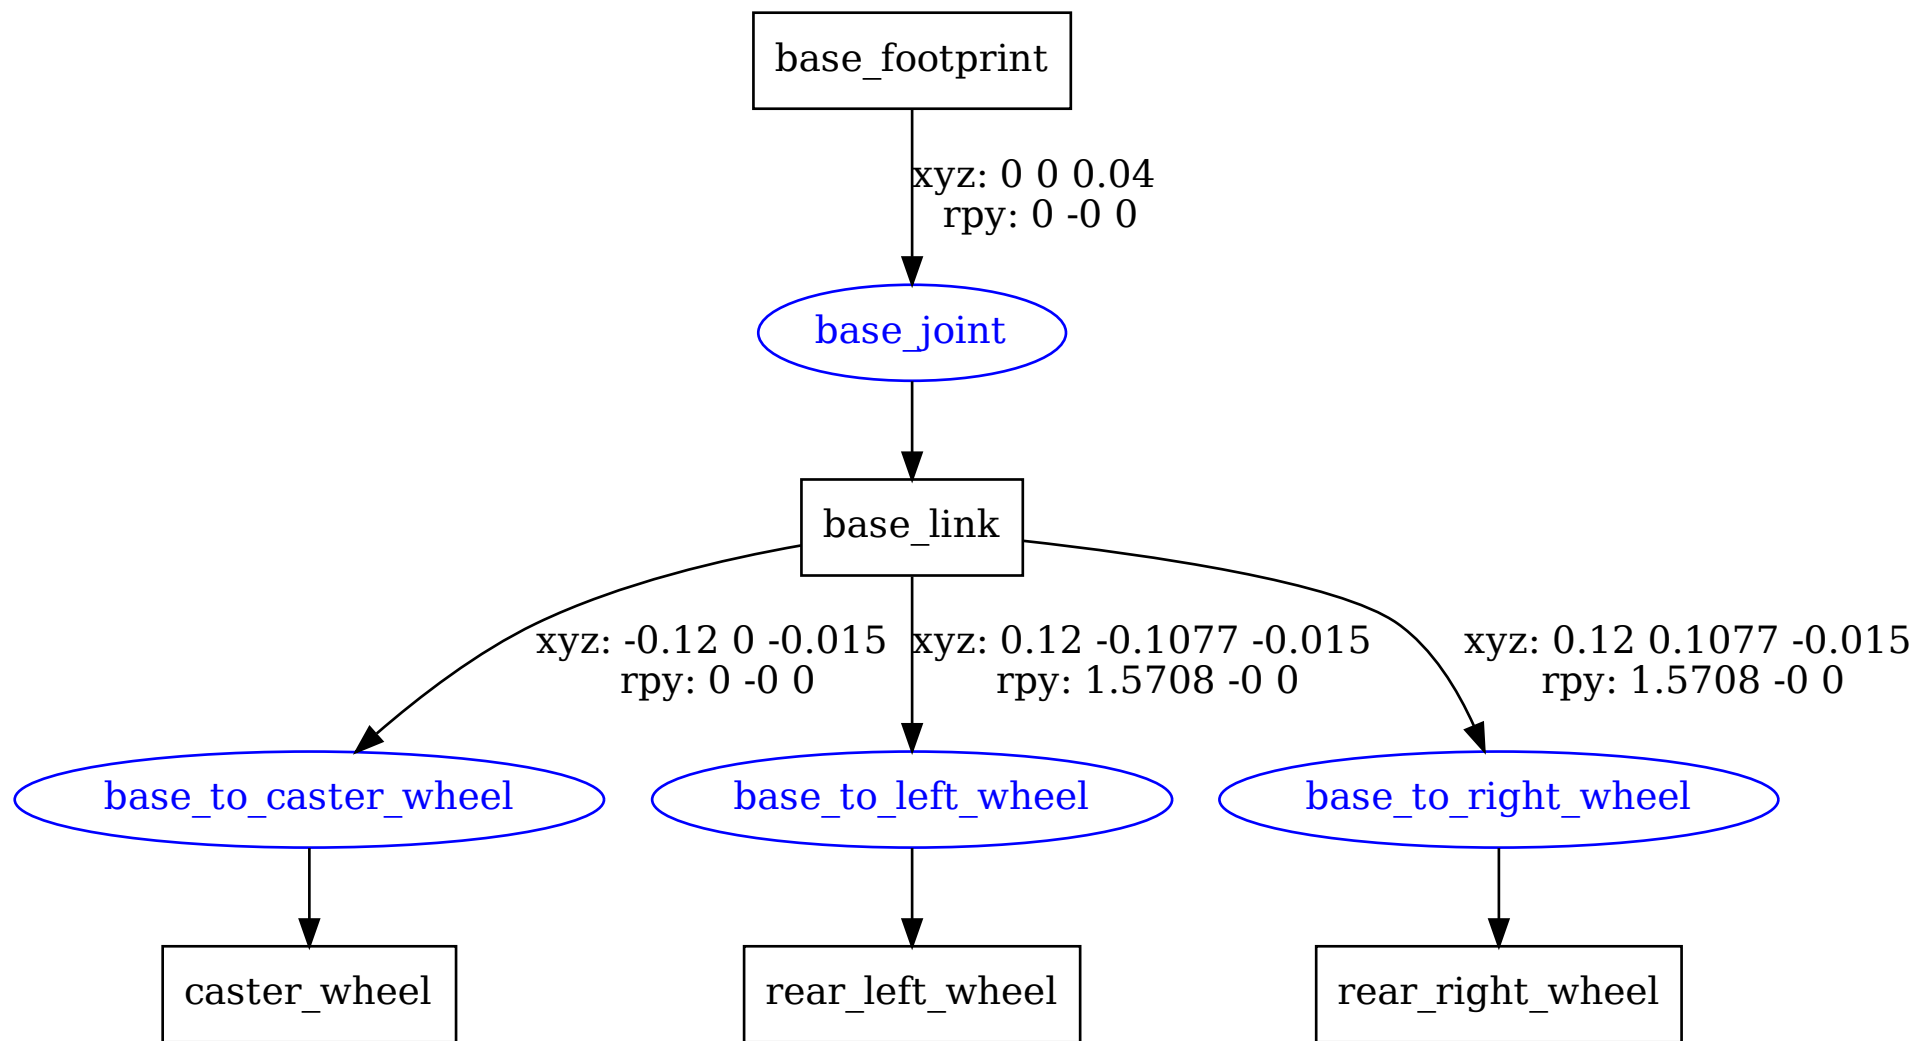 base_footprint
xyz: 0 0 0.04
rpy: 0 -0 0
base_joint
base_link
xyz: -0.12 0 -0.015
rpy: 0 -0 0
xyz: 0.12 -0.1077 -0.015
rpy: 1.5708 -0 0
xyz: 0.12 0.1077 -0.015
rpy: 1.5708 -0 0
base_to_caster_wheel
base_to_left_wheel
base_to_right_wheel
caster_wheel
rear_left_wheel
rear_right_wheel